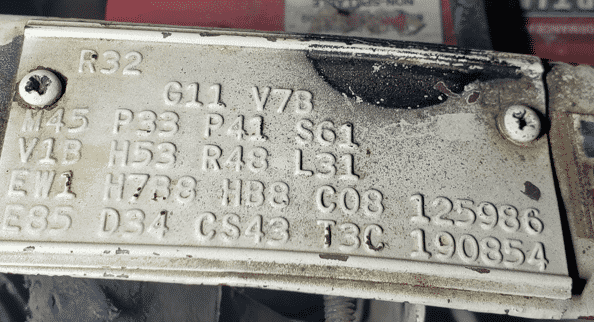 R32
G11 V7B
M45 P33 P41 S61
V1B H53 R48 L31
EW1 H7B8 HB8 C08 125986
E85 D34 CS43 T3C 190854